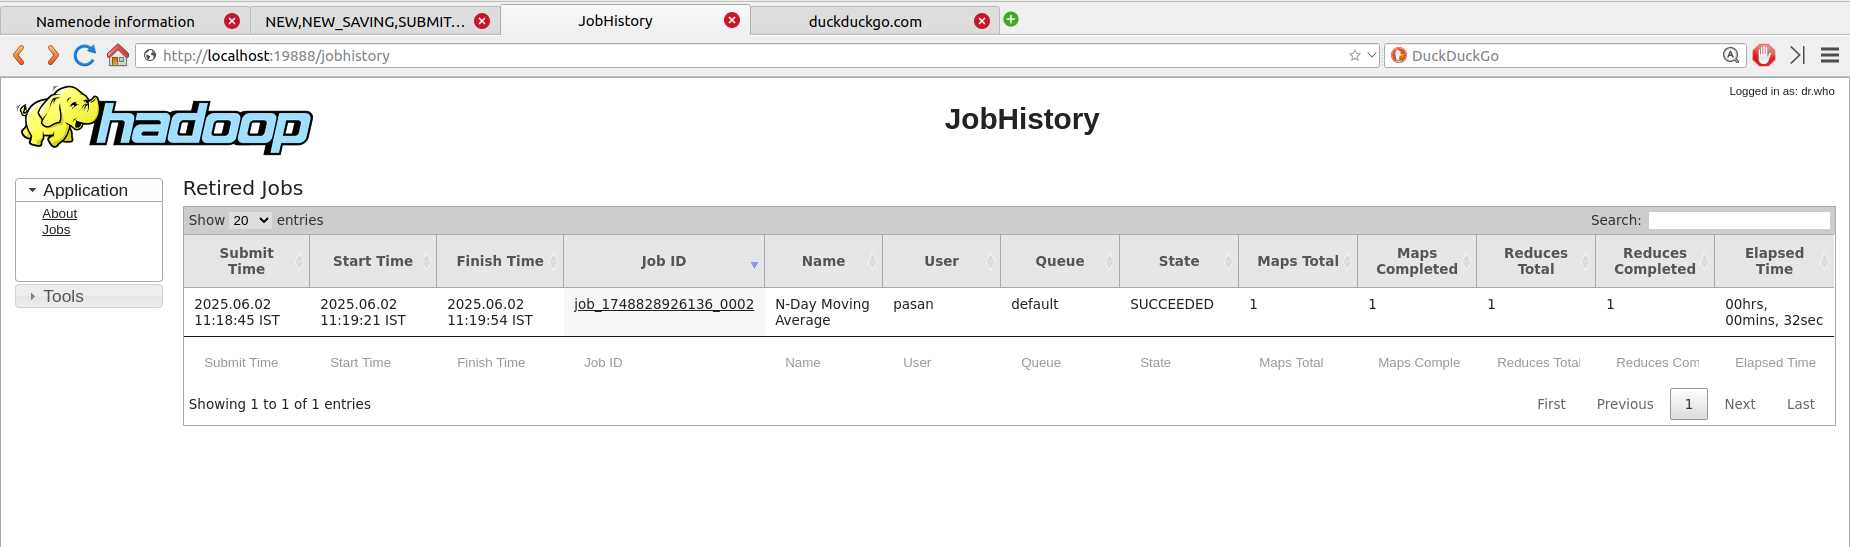 Namenode information
NEW,NEW_SAVING,SUBMIT...
JobHistory
duckduckgo.com
http://localhost:19888/jobhistory
DuckDuckGo
Logged in as: dr.who
hadoop
JobHistory
Application
About
Jobs
Tools
Retired Jobs
Show 20 entries
Search:
Submit Time
Start Time
Finish Time
Job ID
Name
User
Queue
State
Maps Total
Maps Completed
Reduces Total
Reduces Completed
Elapsed Time
2025.06.02 11:18:45 IST
2025.06.02 11:19:21 IST
2025.06.02 11:19:54 IST
job_1748828926136_0002
N-Day Moving Average
pasan
default
SUCCEEDED
1
1
1
1
00hrs, 00mins, 32sec
Submit Time
Start Time
Finish Time
Job ID
Name
User
Queue
State
Maps Total
Maps Comple
Reduces Total
Reduces Com
Elapsed Time
Showing 1 to 1 of 1 entries
First
Previous
1
Next
Last